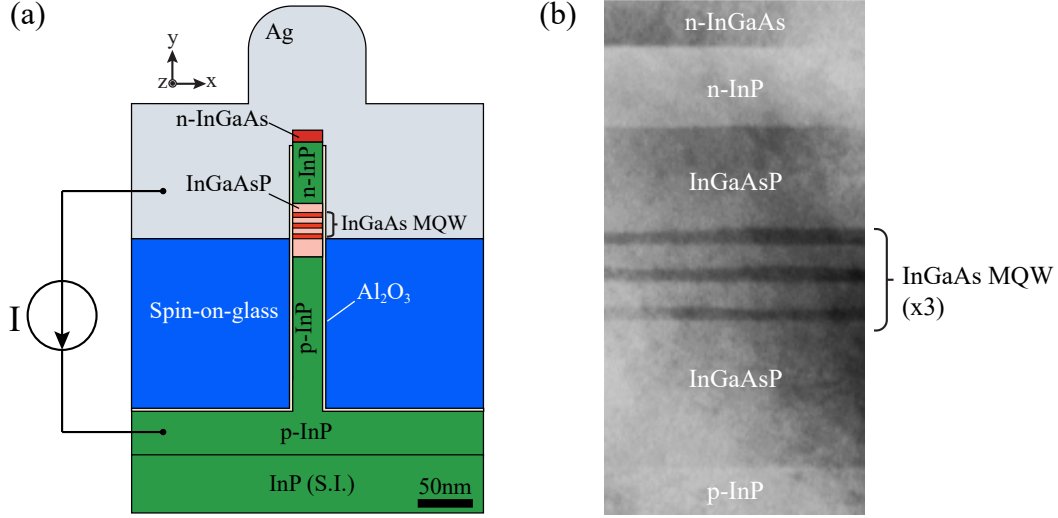 (a)
Ag
y
z
x
n-InGaAs
n-InP
InGaAsP
InGaAs MQW
I
Spin-on-glass
Al₂O₃
p-InP
p-InP
InP (S.I.)
50nm
(b)
n-InGaAs
n-InP
InGaAsP
InGaAs MQW
(x3)
InGaAsP
p-InP